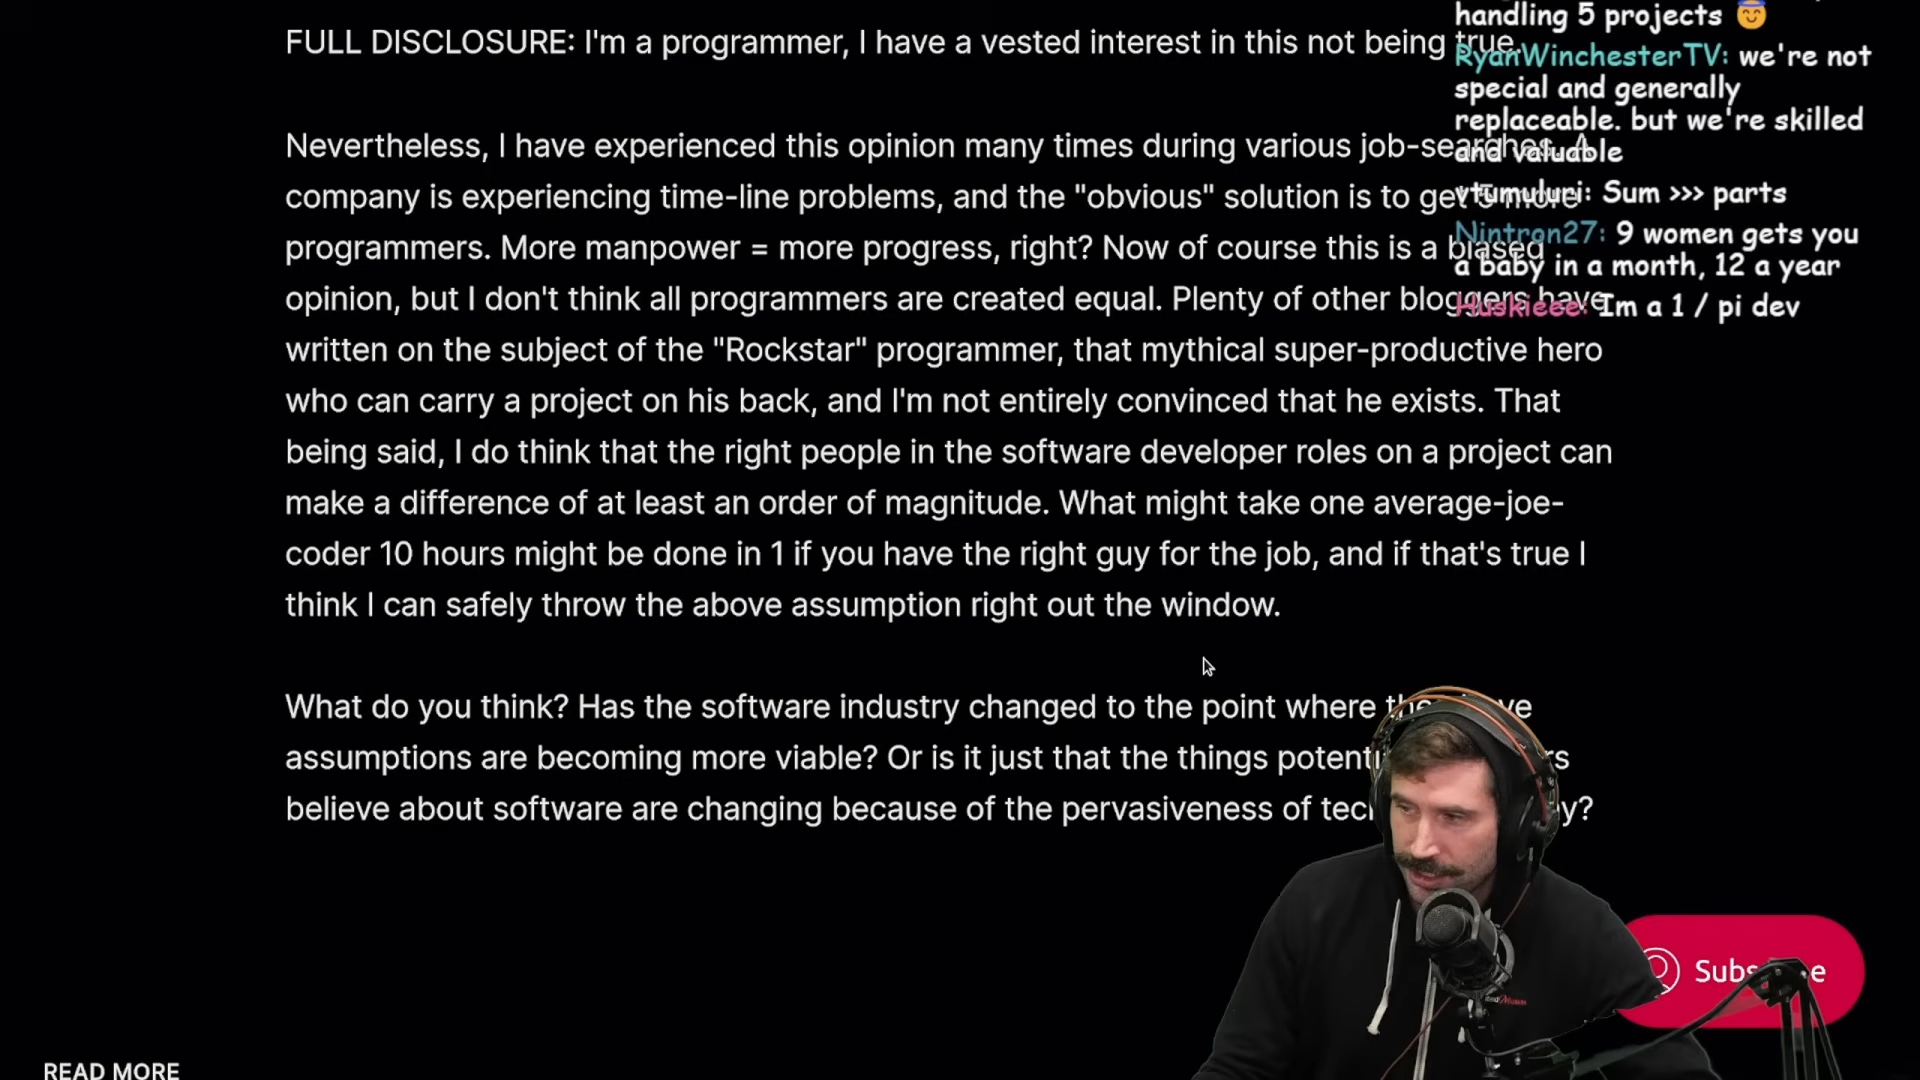 FULL DISCLOSURE: I'm a programmer, I have a vested interest in this not being true.
Nevertheless, I have experienced this opinion many times during various job-searches. A
company is experiencing time-line problems, and the "obvious" solution is to get 5 more
programmers. More manpower = more progress, right? Now of course this is a biased
opinion, but I don't think all programmers are created equal. Plenty of other bloggers have
written on the subject of the "Rockstar" programmer, that mythical super-productive hero
who can carry a project on his back, and I'm not entirely convinced that he exists. That
being said, I do think that the right people in the software developer roles on a project can
make a difference of at least an order of magnitude. What might take one average-joe-
coder 10 hours might be done in 1 if you have the right guy for the job, and if that's true I
think I can safely throw the above assumption right out the window.
What do you think? Has the software industry changed to the point where
assumptions are becoming more viable? Or is it just that the things
believe about software are changing because of the pervasiveness of
handling 5 projects
RyanWinchesterTV: we're not
special and generally
replaceable. but we're skilled
and valuable
vtumuluri: Sum >>> parts
Nintron27: 9 women gets you
a baby in a month, 12 a year
Huskieee: Im a 1 / pi dev
READ MORE